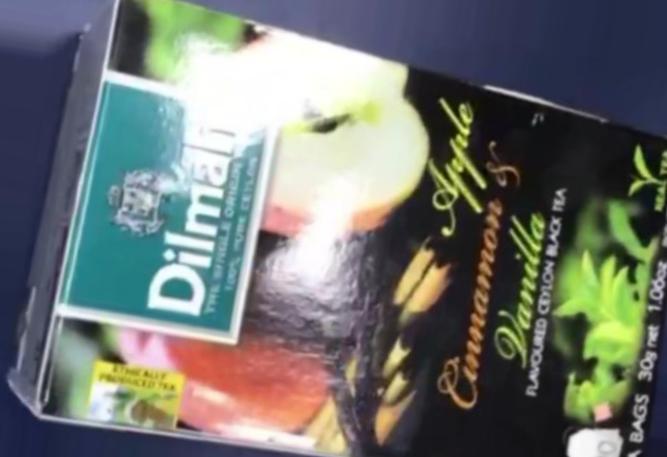 Dilmah
THE SINGLE ORIGIN
100% PURE CEYLON
ETHICALLY
PRODUCED TEA
Apple
Cinnamon &
Vanilla
FLAVOURED CEYLON BLACK TEA
BAGS 30g net 1.06oz